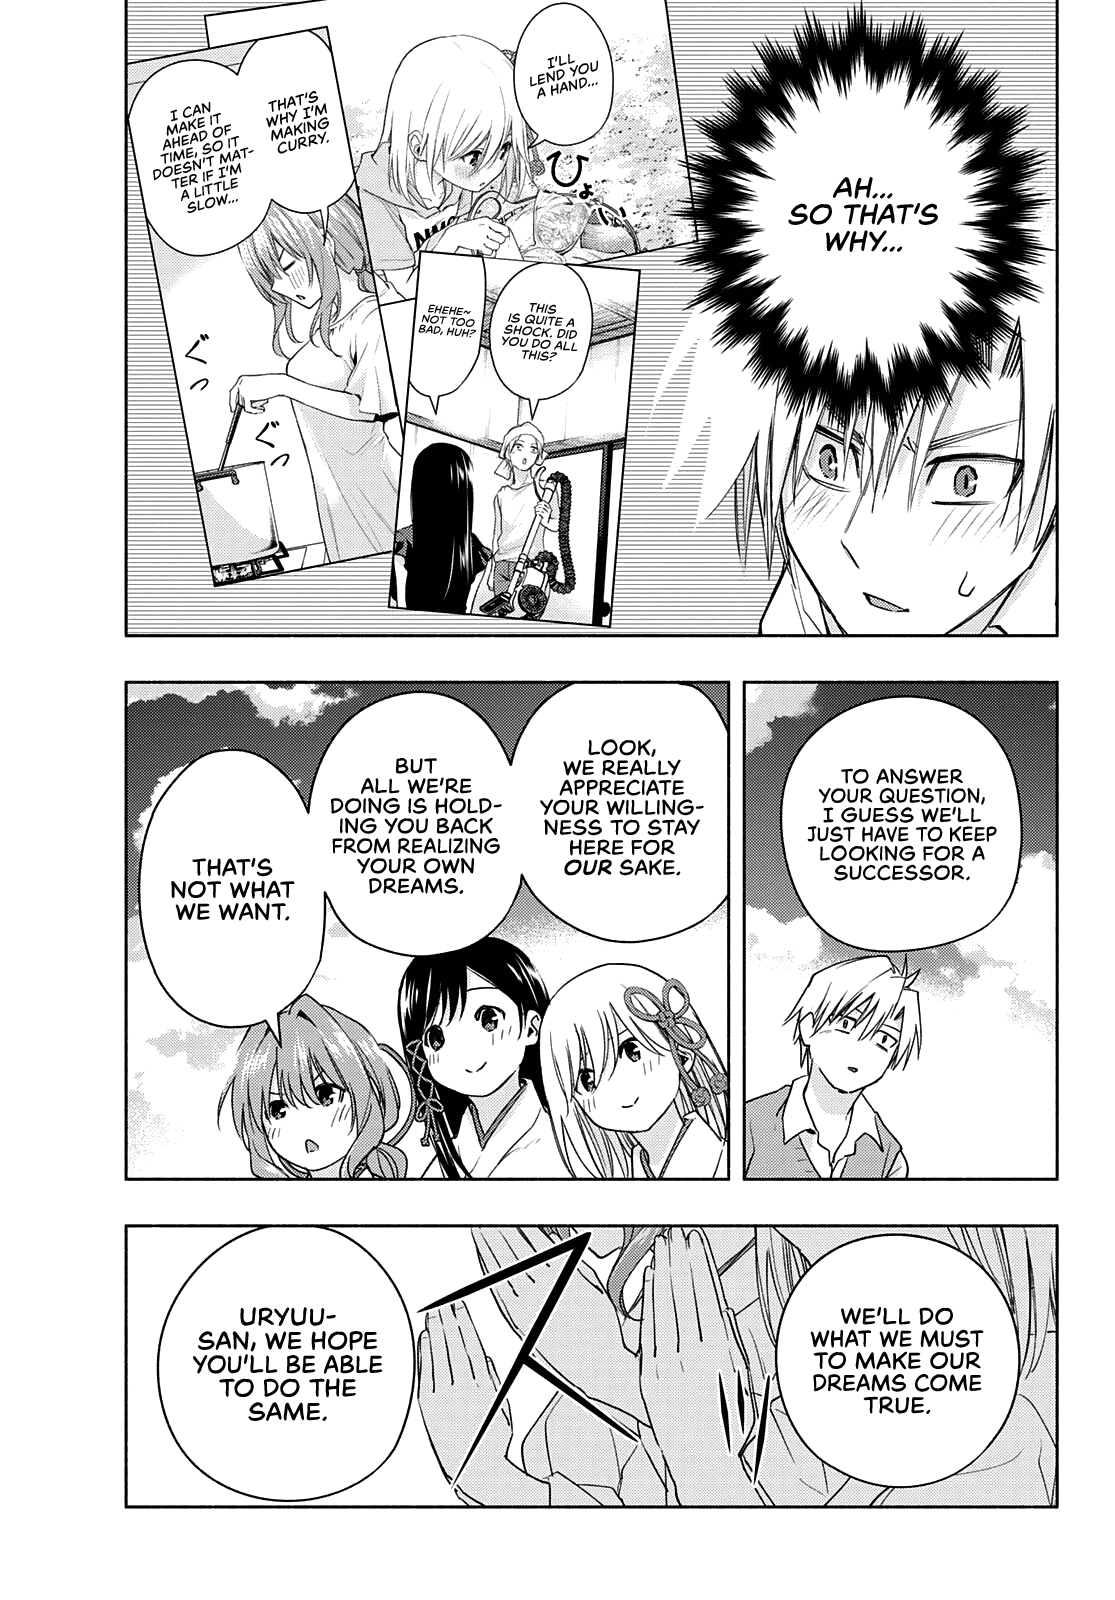 AH...
SO THAT'S
WHY...
I'LL
LEND YOU
A HAND...
ひょい
THAT'S
WHY I'M
MAKING
CURRY.
I CAN
MAKE IT
AHEAD OF
TIME, SO IT
DOESN'T MAT-
TER IF I'M
A LITTLE
SLOW...
ぐっ
ぐっ
THIS
IS QUITE A
SHOCK. DID
YOU DO ALL
THIS?
EHEHE~
NOT TOO
BAD, HUH?
TO ANSWER
YOUR QUESTION,
I GUESS WE'LL
JUST HAVE TO KEEP
LOOKING FOR A
SUCCESSOR.
LOOK,
WE REALLY
APPRECIATE
YOUR WILLING-
NESS TO STAY
HERE FOR
OUR SAKE.
BUT
ALL WE'RE
DOING IS HOLD-
ING YOU BACK
FROM REALIZING
YOUR OWN
DREAMS.
THAT'S
NOT WHAT
WE WANT.
WE'LL DO
WHAT WE MUST
TO MAKE OUR
DREAMS COME
TRUE.
URYUU-
SAN, WE HOPE
YOU'LL BE ABLE
TO DO THE
SAME.